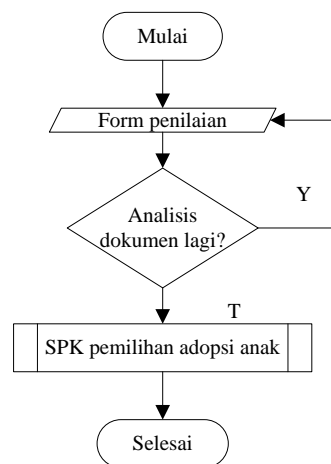 Mulai
Form penilaian
Y
Analisis
dokumen lagi?
T
SPK pemilihan adopsi anak
Selesai